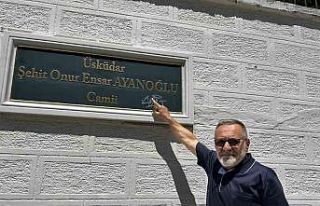 Üsküdar
Şehit Onur Ensar AYANOĞLU
Camii